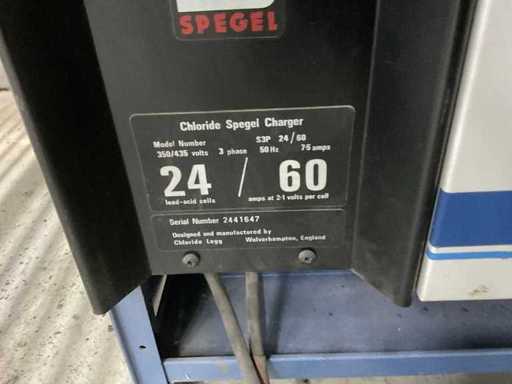 SPEGEL
Chloride Spegel Charger
Model Number S3P 24/60
350/435 volts 3 phase 50 Hz 7·5 amps
24 / 60
lead-acid cells amps at 2·1 volts per cell
Serial Number 2441647
Designed and manufactured by
Chloride Legg Wolverhampton, England